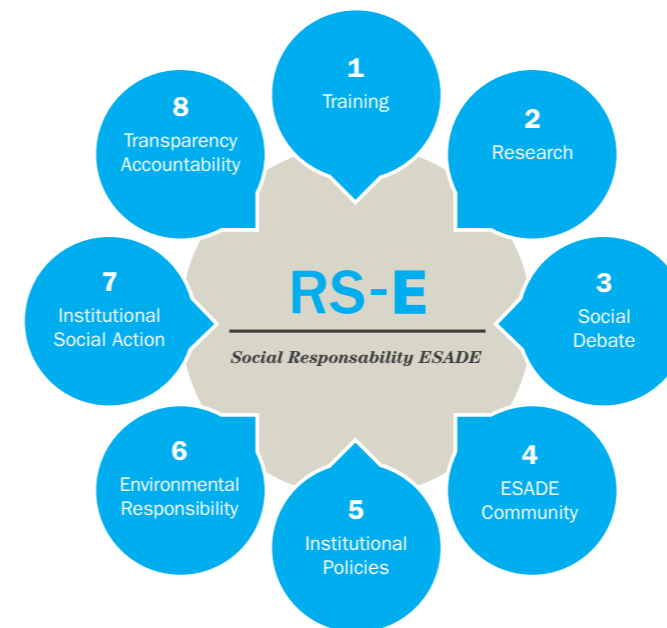 1
Training
2
Research
3
Social
Debate
4
ESADE
Community
5
Institutional
Policies
6
Environmental
Responsibility
7
Institutional
Social Action
8
Transparency
Accountability
RS-E
Social Responsability ESADE